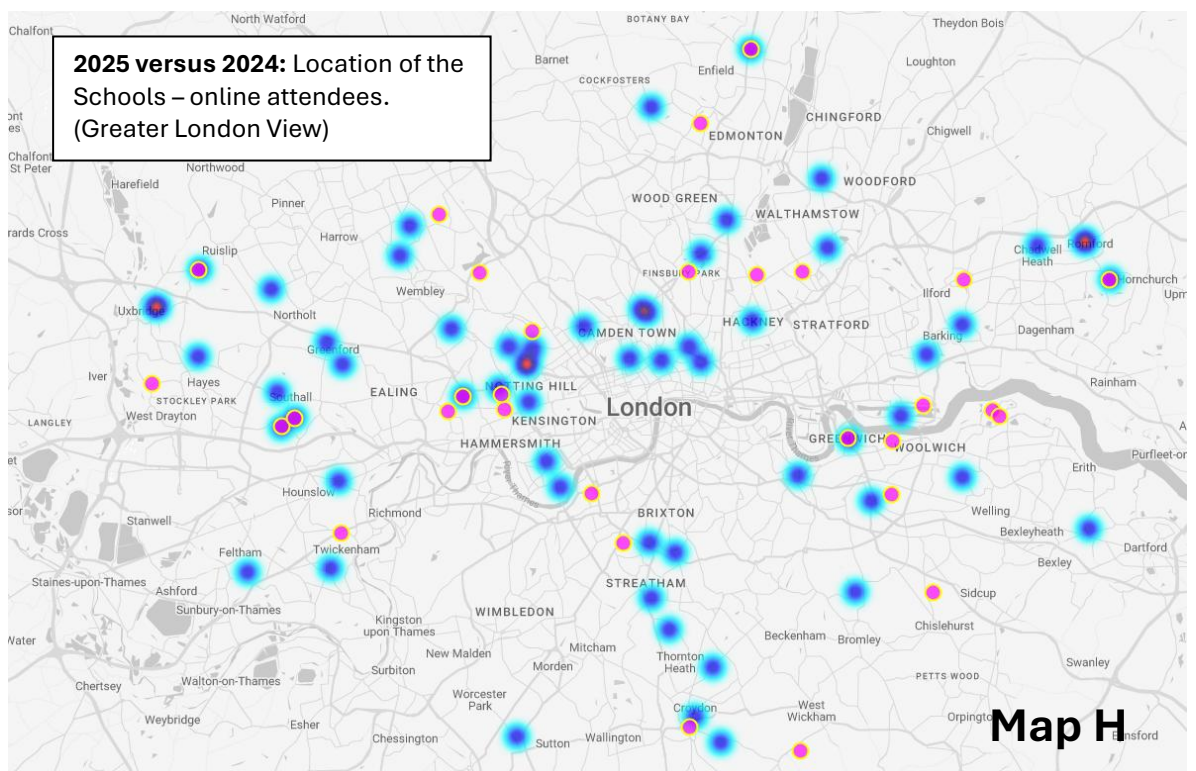 North Watford
BOTANY BAY
Theydon Bois
Chalfont
2025 versus 2024: Location of the
Schools – online attendees.
(Greater London View)
Barnet
Enfield
Loughton
COCKFOSTERS
CHINGFORD
EDMONTON
Chigwell
Chalfont
St Peter
Northwood
Harefield
WOODFORD
Pinner
WOOD GREEN
WALTHAMSTOW
Harrow
Ruislip
Chadwell
Heath
Romford
FINSBURY PARK
Hornchurch
Wembley
Ilford
Uxbridge
Northolt
CAMDEN TOWN
HACKNEY
STRATFORD
Barking
Dagenham
Greenford
Iver
Hayes
NOTTING HILL
EALING
Rainham
STOCKLEY PARK
Southall
West Drayton
London
LANGLEY
KENSINGTON
HAMMERSMITH
GREENWICH
WOOLWICH
Erith
Hounslow
Richmond
BRIXTON
Welling
Stanwell
Bexleyheath
Feltham
Twickenham
Dartford
Bexley
Staines-upon-Thames
Ashford
STREATHAM
Sidcup
Sunbury-on-Thames
WIMBLEDON
Kingston
upon Thames
Chislehurst
Beckenham
Bromley
New Malden
Mitcham
Thornton
Heath
Morden
Swanley
Surbiton
Walton-on-Thames
PETTS WOOD
Chertsey
Worcester
Park
Croydon
West
Wickham
Weybridge
Esher
Chessington
Sutton
Wallington
Map H